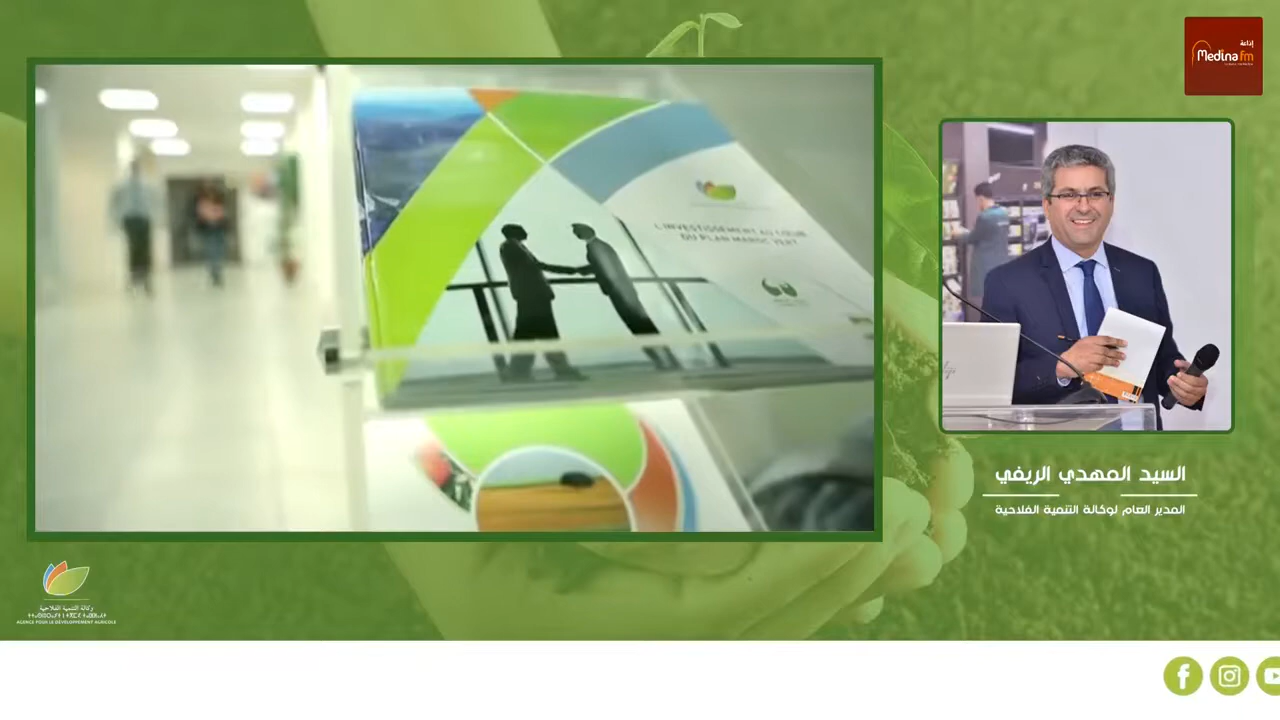 إذاعة
Medina fm
L'INVESTISSEMENT AU CŒUR
DU PLAN MAROC VERT
السيد المهدي الريفي
المدير العام لوكالة التنمية الفلاحية
وكالة التنمية الفلاحية
AGENCE POUR LE DÉVELOPPEMENT AGRICOLE